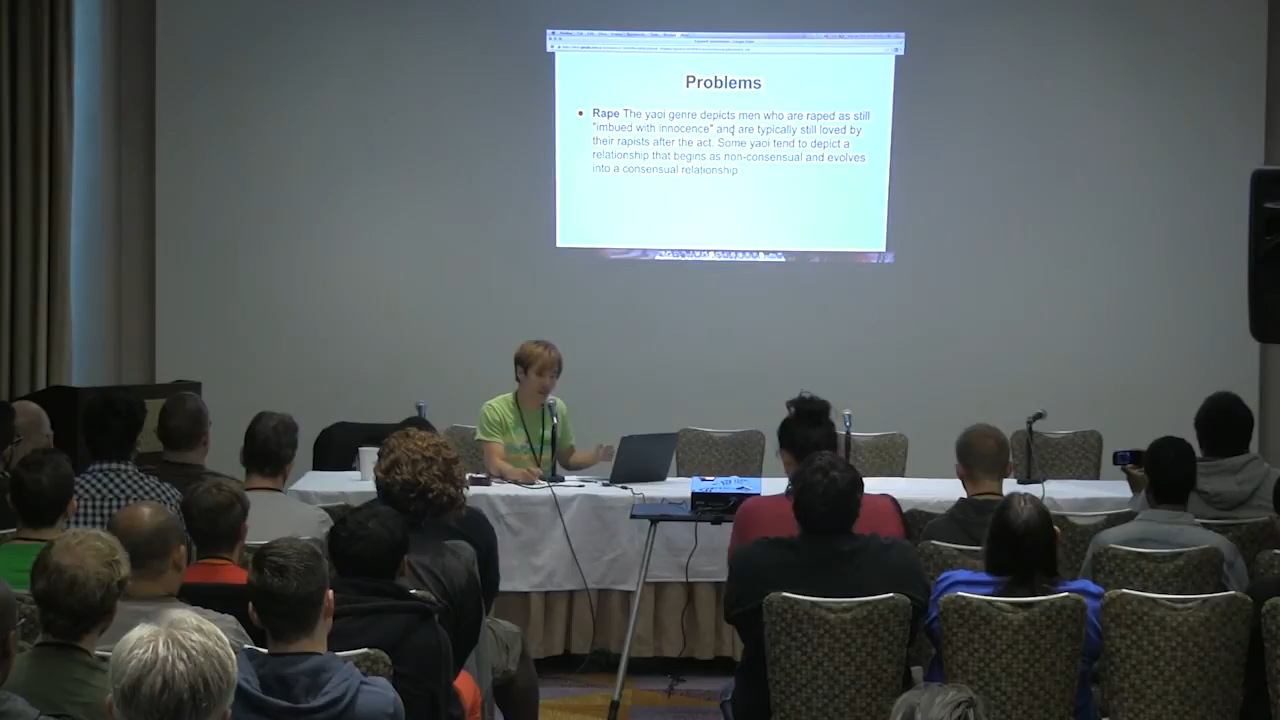 Problems
• Rape The yaoi genre depicts men who are raped as still
"imbued with innocence" and are typically still loved by
their rapists after the act. Some yaoi tend to depict a
relationship that begins as non-consensual and evolves
into a consensual relationship